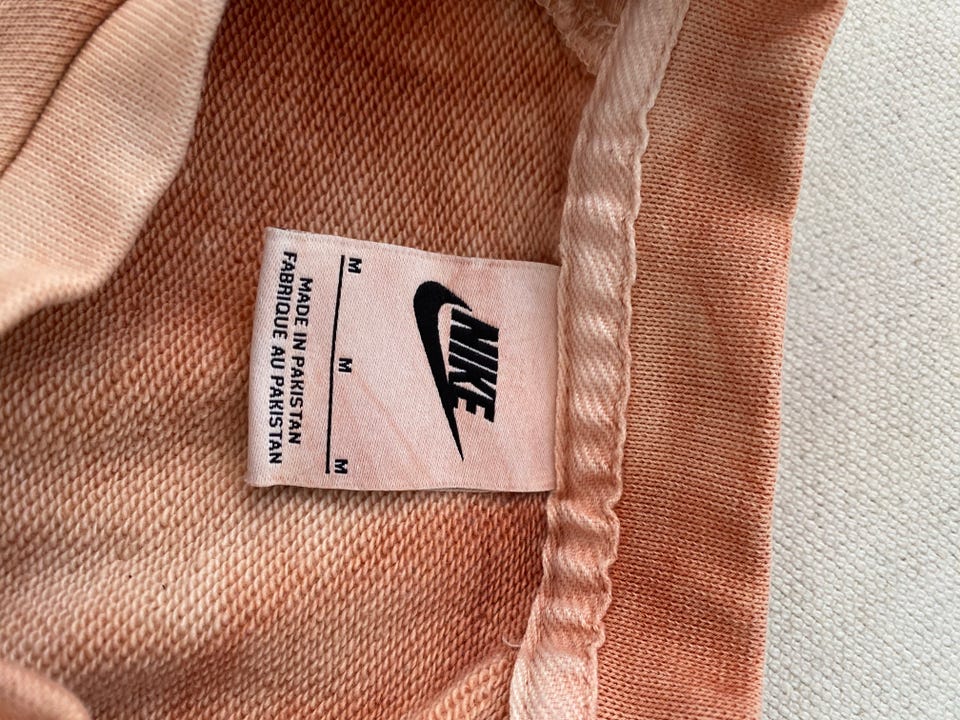 NIKE
M M M
MADE IN PAKISTAN
FABRIQUE AU PAKISTAN